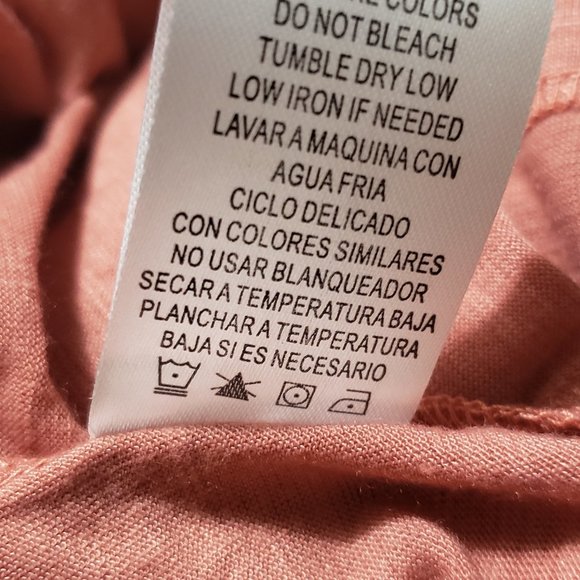 COLORS
DO NOT BLEACH
TUMBLE DRY LOW
LOW IRON IF NEEDED
LAVAR A MAQUINA CON
AGUA FRIA
CICLO DELICADO
CON COLORES SIMILARES
NO USAR BLANQUEADOR
SECAR A TEMPERATURA BAJA
PLANCHAR A TEMPERATURA
BAJA SI ES NECESARIO